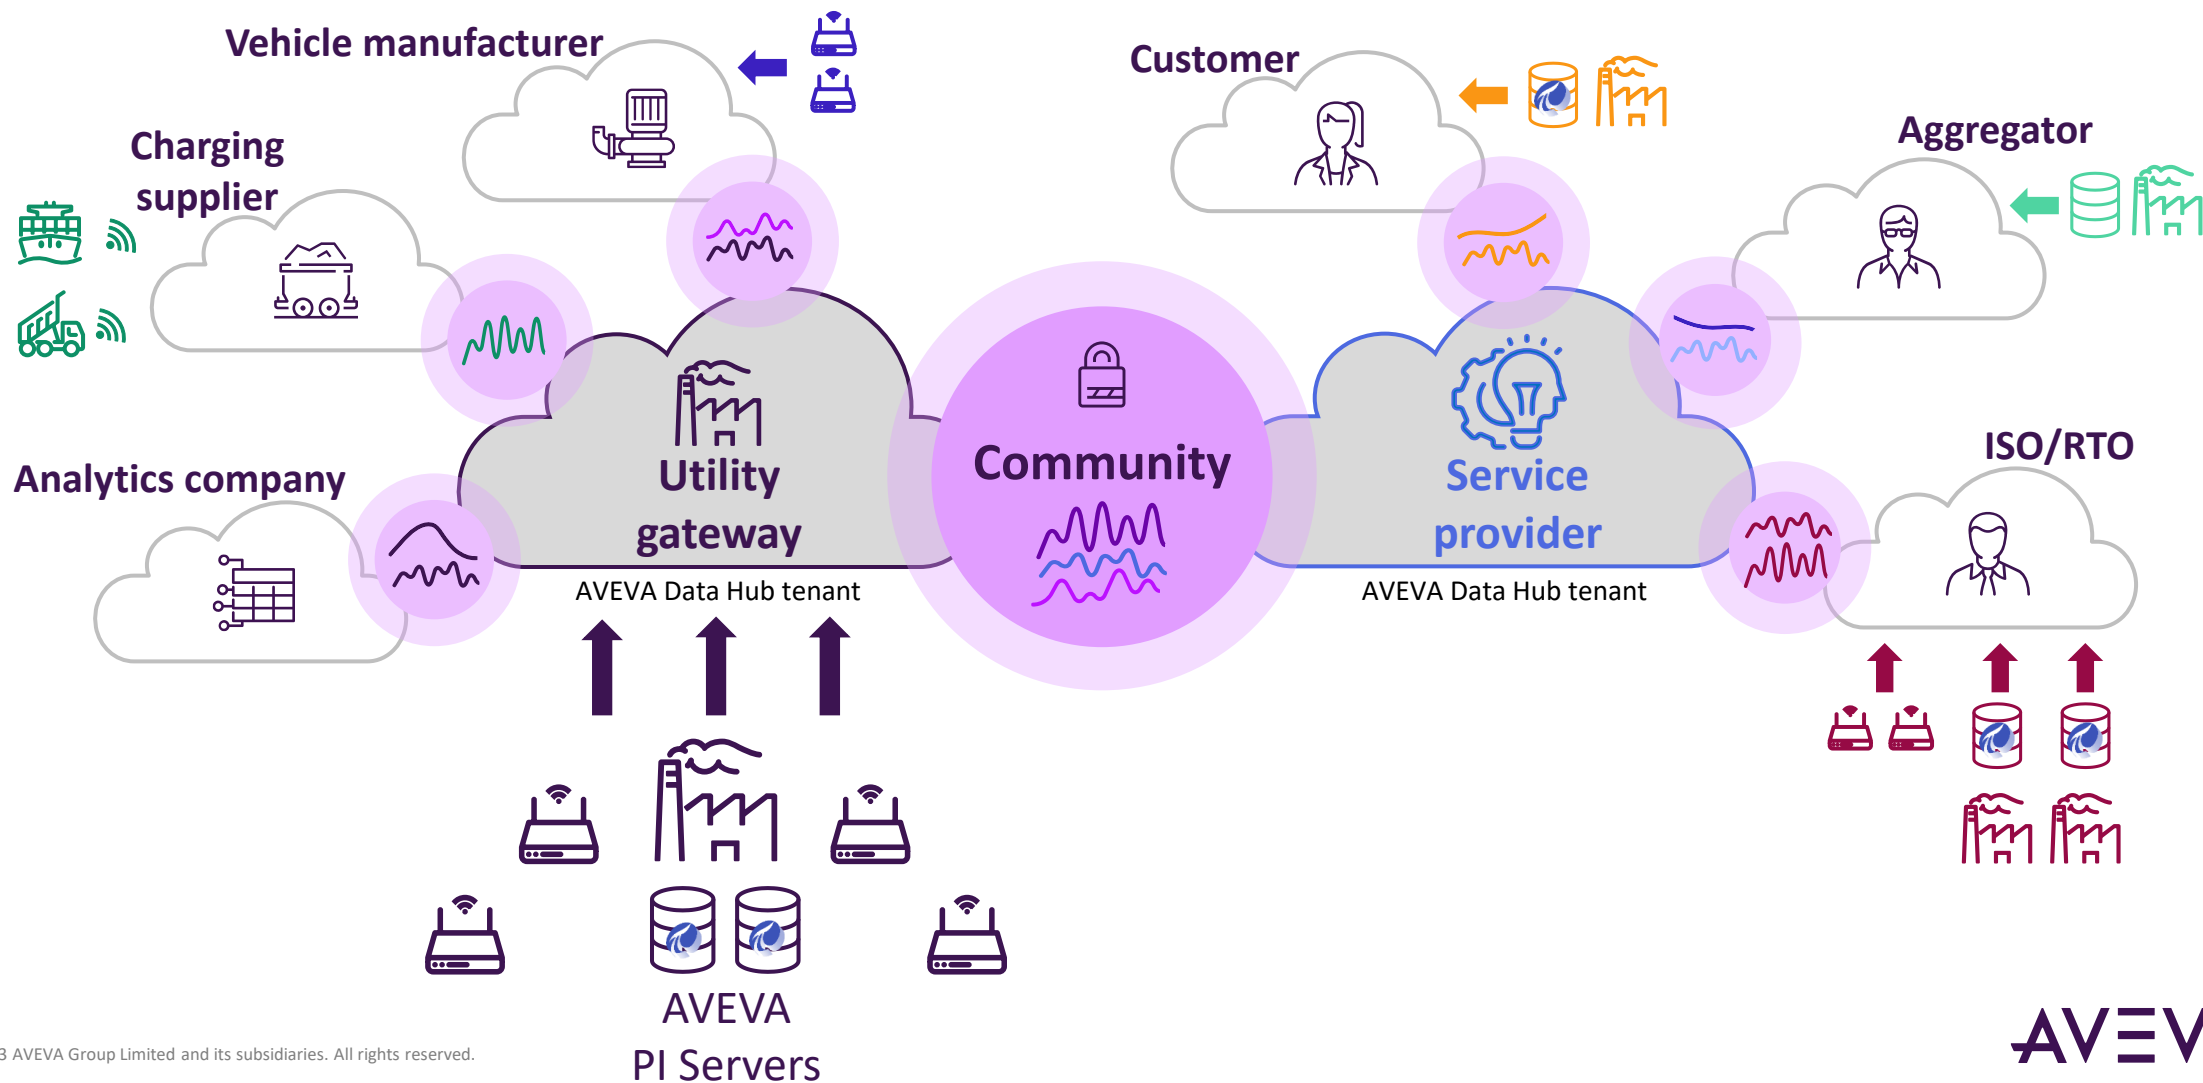 Vehicle manufacturer
Customer
Charging
supplier
Aggregator
Analytics company
Utility
gateway
AVEVA Data Hub tenant
Community
Service
provider
AVEVA Data Hub tenant
ISO/RTO
AVEVA
PI Servers
3 AVEVA Group Limited and its subsidiaries. All rights reserved.
AVEV